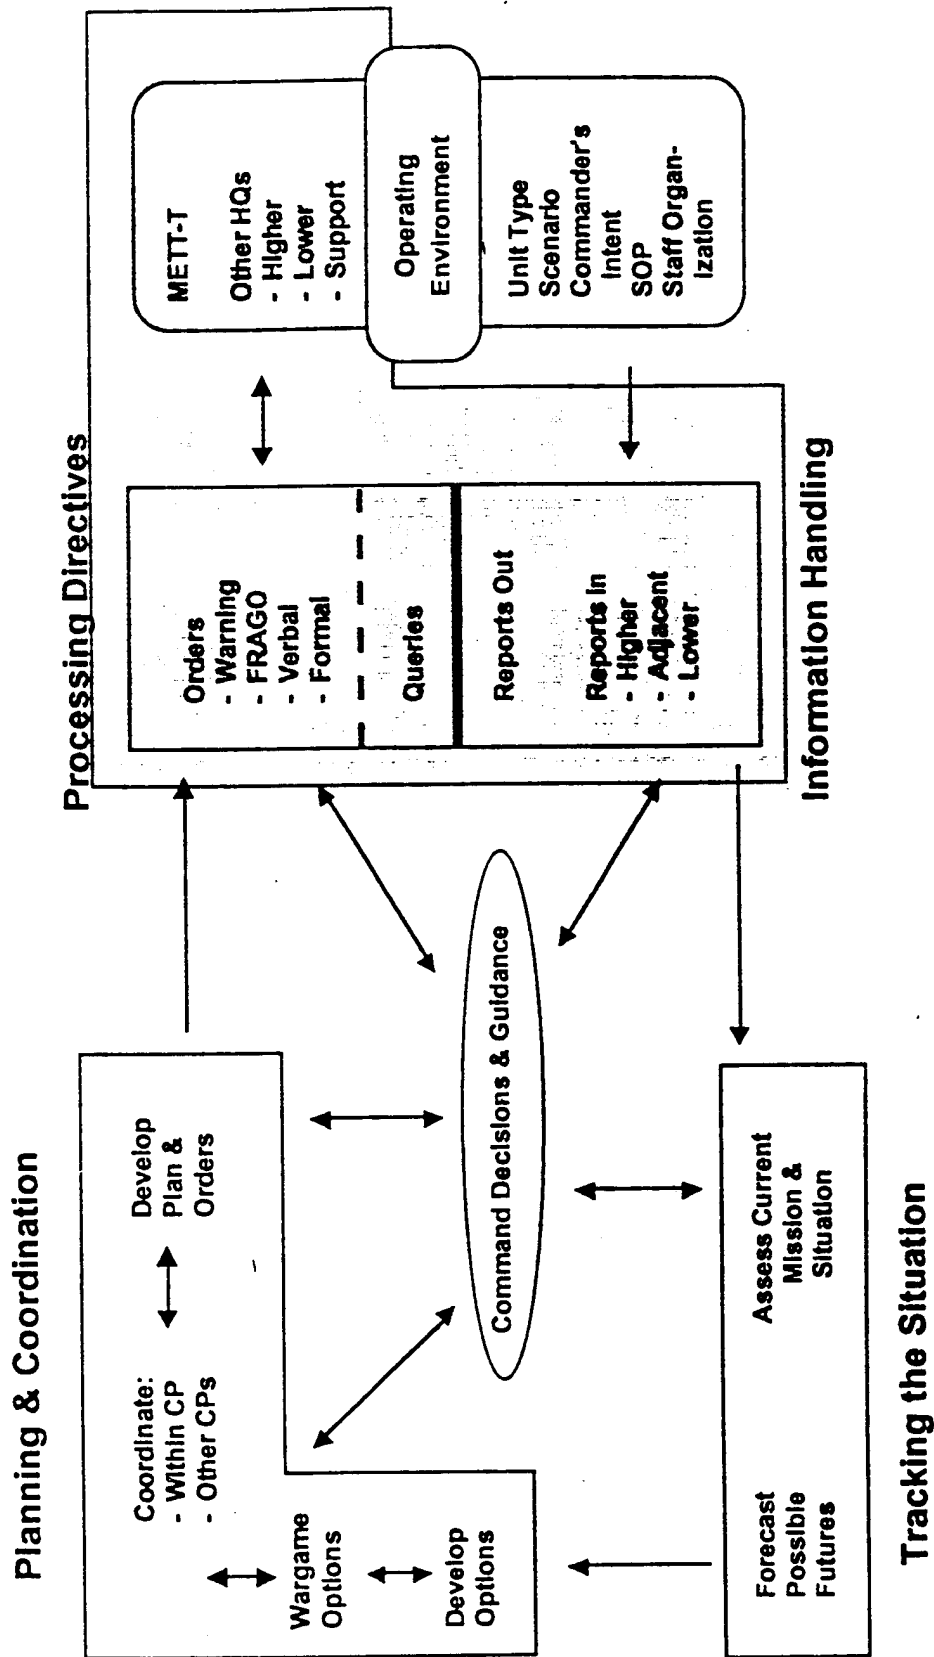 Planning & Coordination
Coordinate:
- Within CP
- Other CPs
Develop
Plan &
Orders
Wargame
Options
Develop
Options
Processing Directives
Orders
- Warning
- FRAGO
- Verbal
- Formal
Queries
Reports Out
Reports In
- Higher
- Adjacent
- Lower
Information Handling
METT-T
Other HQs
- Higher
- Lower
- Support
Operating
Environment
Unit Type
Scenario
Commander's
Intent
SOP
Staff Organ-
ization
Command Decisions & Guidance
Forecast
Possible
Futures
Assess Current
Mission &
Situation
Tracking the Situation